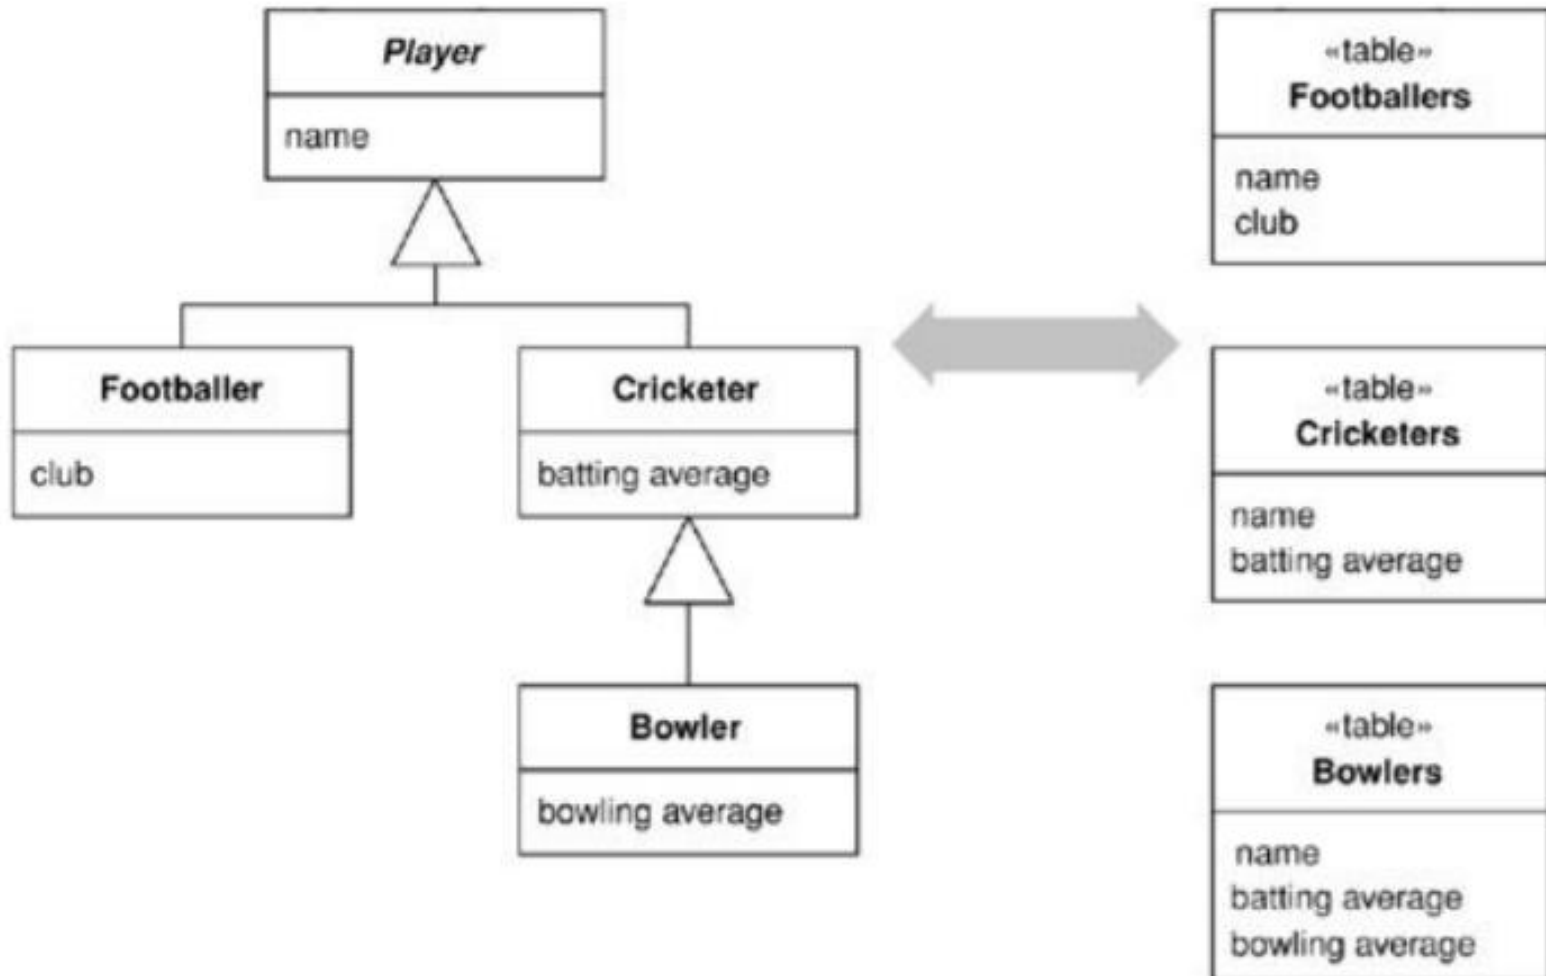 Player
name
Footballer
club
Cricketer
batting average
Bowler
bowling average
«table»
Footballers
name
club
«table»
Cricketers
name
batting average
«table»
Bowlers
name
batting average
bowling average